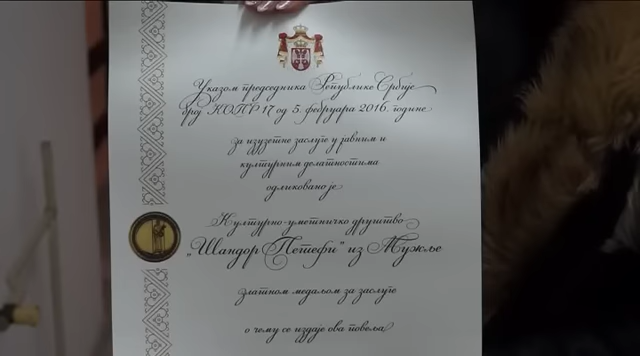 Указом председника Републике Србије
број КОПР 17 од 5. фебруара 2016. године
за изузетне заслуге у јавним и
културним делатностима
одликовано је
Културно-уметничко друштво
„Шандор Петефи” из Мужље
златном медаљом за заслуге
о чему се издаје ова повеља